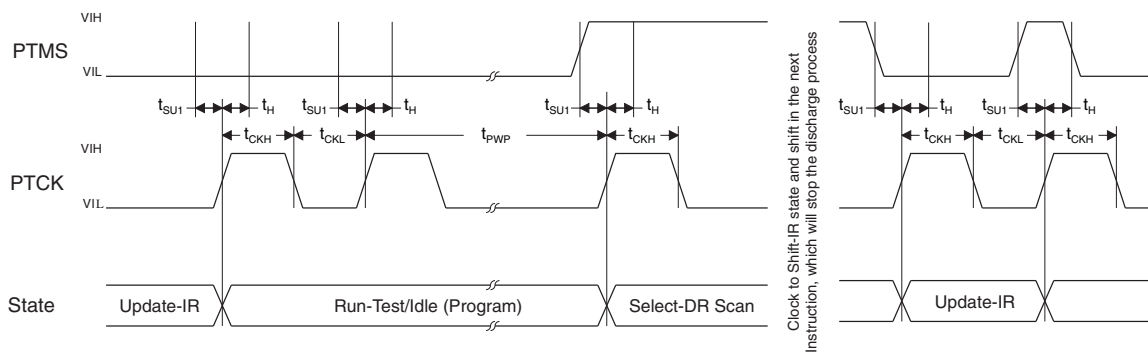 VIH
PTMS
VIL
tSU1 tH tSU1 tH tSU1 tH tSU1 tH tSU1 tH
tCKH tCKL tPWP tCKH tCKH tCKL tCKH
VIH
PTCK
VIL
State Update-IR Run-Test/Idle (Program) Select-DR Scan Update-IR
Clock to Shift-IR state and shift in the next
Instruction, which will stop the discharge process